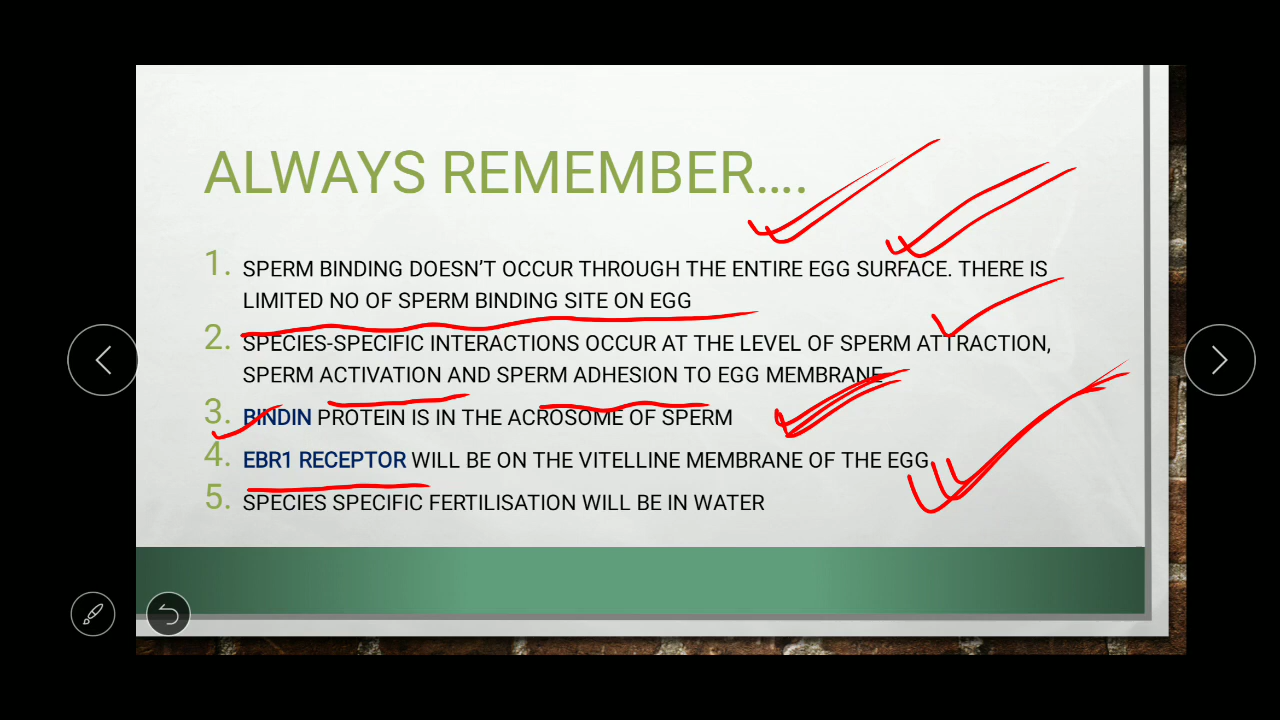 ALWAYS REMEMBER....
1. SPERM BINDING DOESN'T OCCUR THROUGH THE ENTIRE EGG SURFACE. THERE IS
LIMITED NO OF SPERM BINDING SITE ON EGG
2. SPECIES-SPECIFIC INTERACTIONS OCCUR AT THE LEVEL OF SPERM ATTRACTION,
SPERM ACTIVATION AND SPERM ADHESION TO EGG MEMBRANE
3. BINDIN PROTEIN IS IN THE ACROSOME OF SPERM
4. EBR1 RECEPTOR WILL BE ON THE VITELLINE MEMBRANE OF THE EGG
5. SPECIES SPECIFIC FERTILISATION WILL BE IN WATER